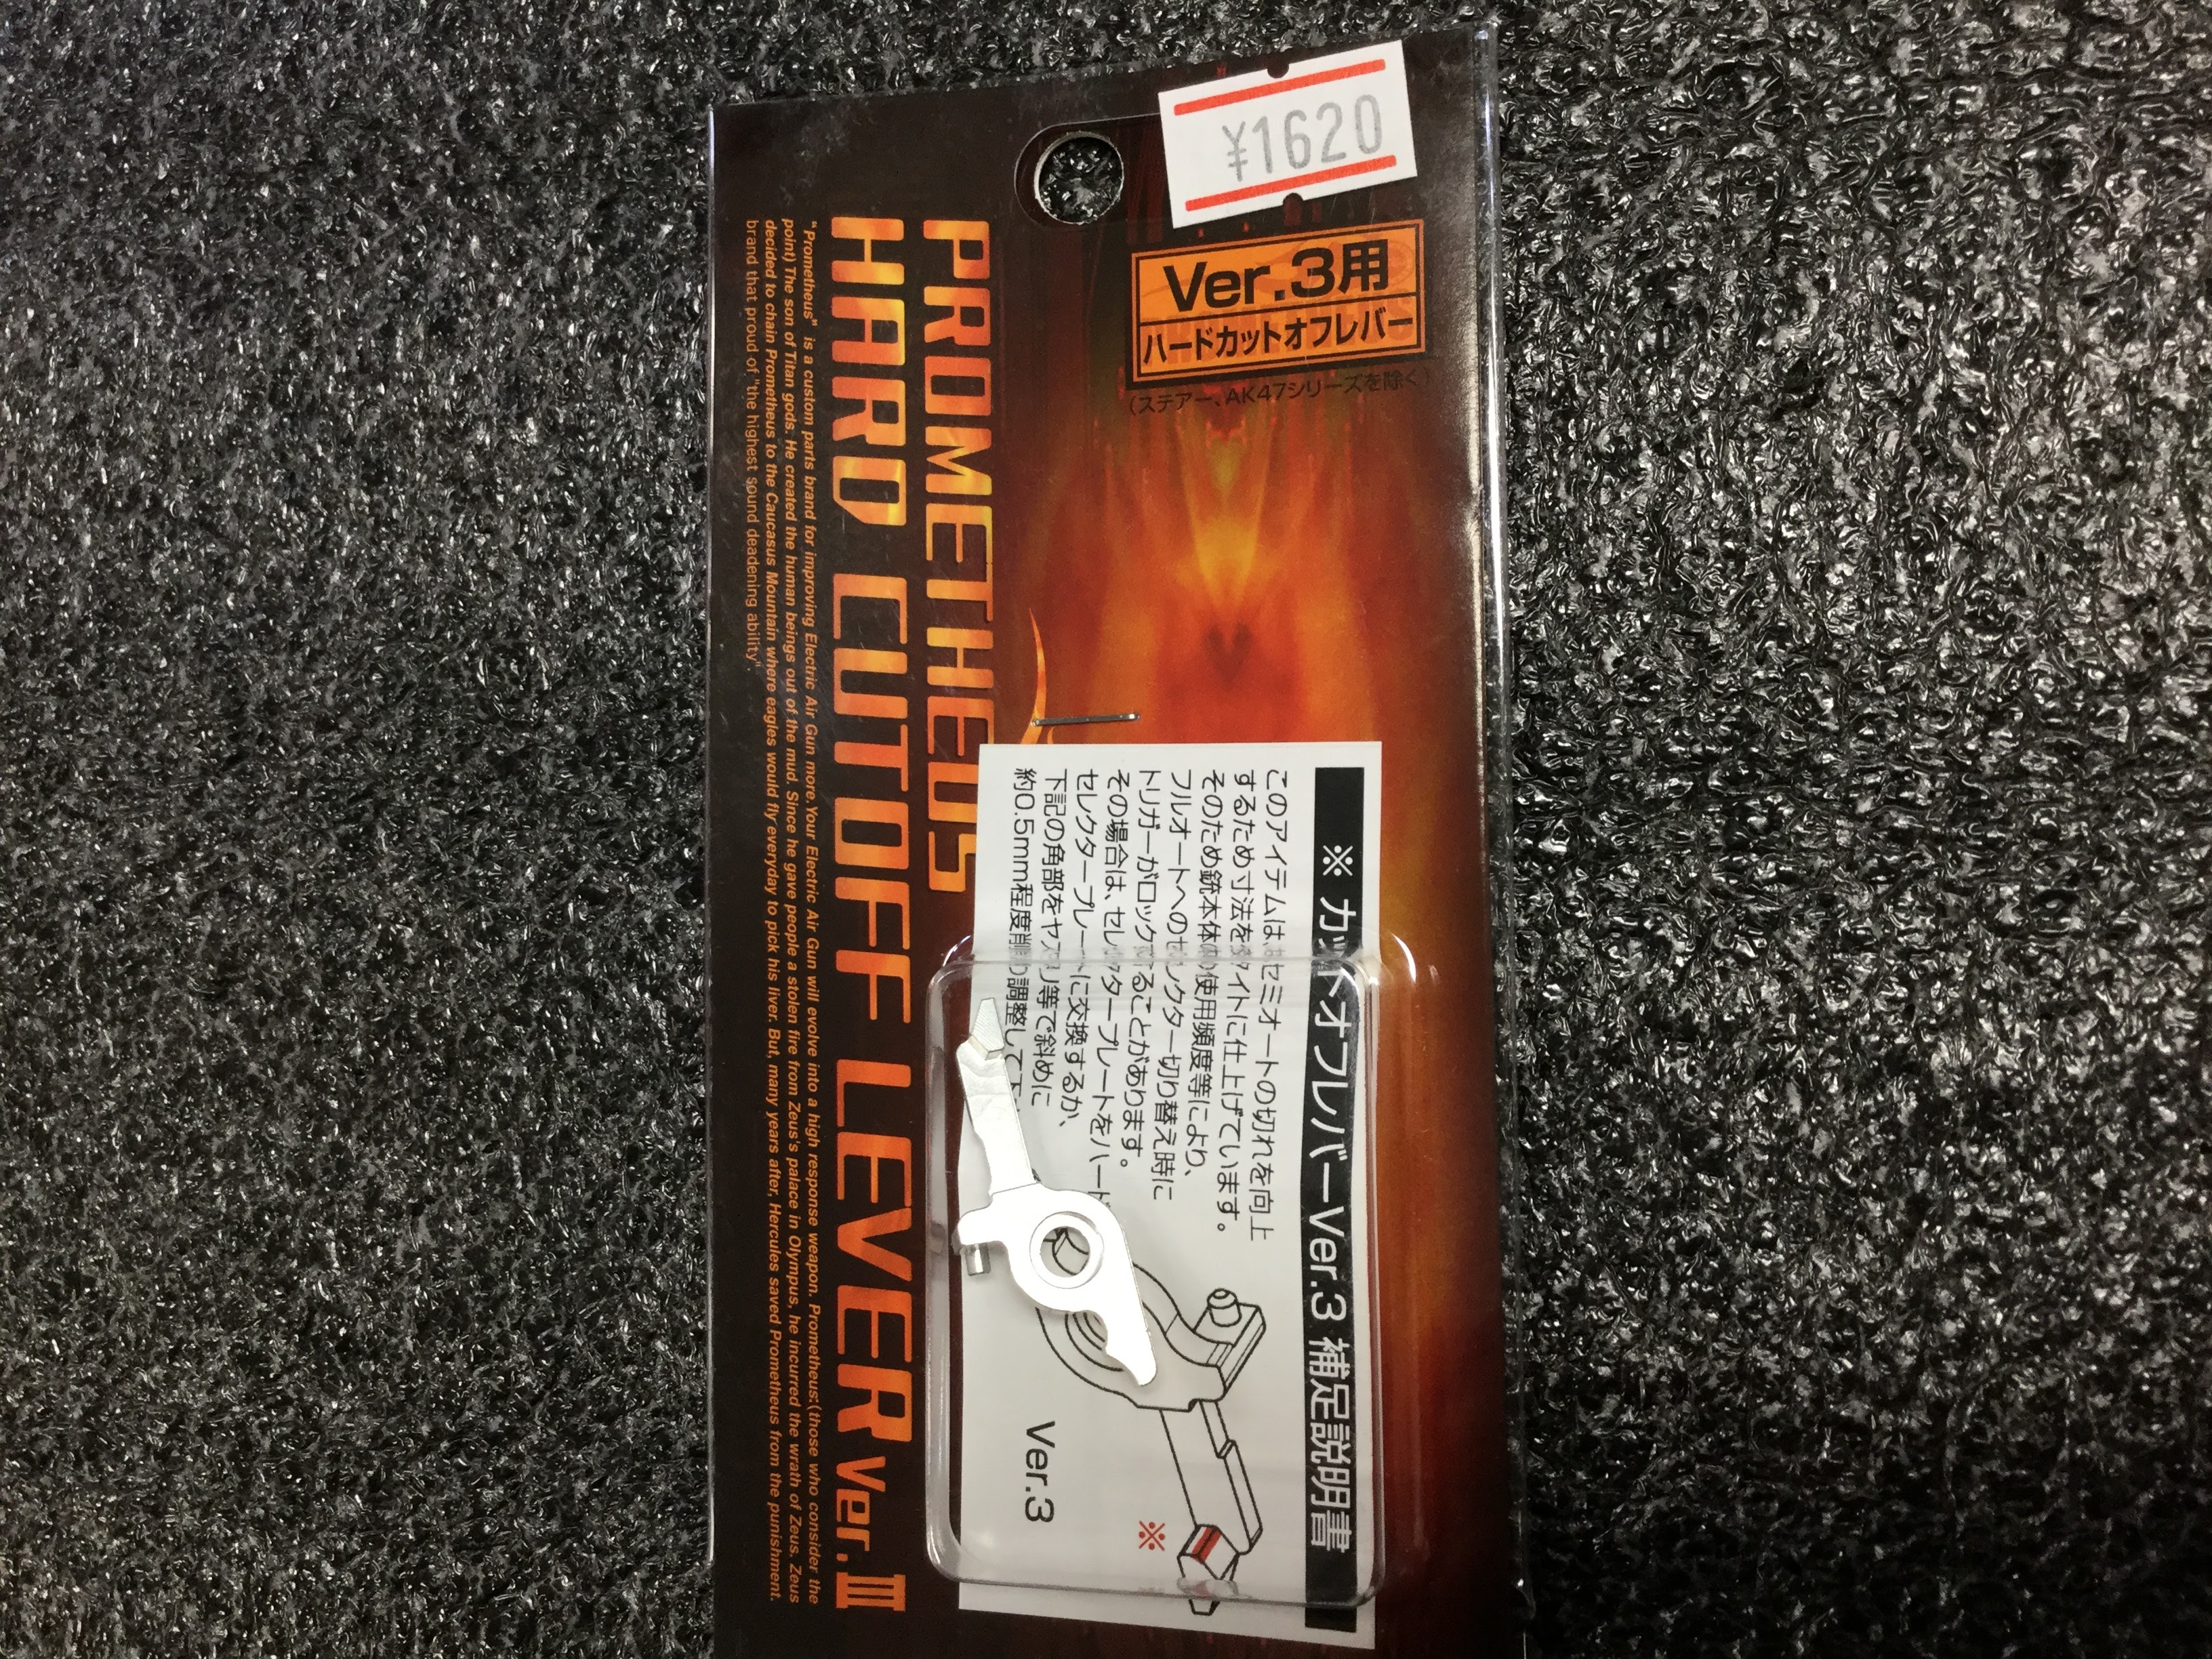 ¥1620
Ver.3用
ハードカットオフレバー
(ステアー、AK47シリーズを除く)
PROMETHEUS
HARD CUTOFF LEVER Ver.III
"Prometheus" is a custom parts brand for improving Electric Air Gun more.Your Electric Air Gun will evolve into a high response weapon. Prometheus:(those who consider the
point) The son of Titan gods. He created the human beings out of the mud. Since he gave people a stolen fire from Zeus's palace in Olympus, he incurred the wrath of Zeus. Zeus
decided to chain Prometheus to the Caucasus Mountain where eagles would fly everyday to pick his liver. But, many years after, Hercules saved Prometheus from the punishment.
brand that proud of "the highest sound deadening ability"
※ カットオフレバーVer.3 補足説明書
このアイテムは、セミオートの切れを向上
するため寸法をタイトに仕上げています。
そのため銃本体の使用頻度等により、
フルオートへのセレクター切り替え時に
トリガーがロックすることがあります。
その場合は、セレクタープレートをハード
セレクタープレートに交換するか、
下記の角部をヤスリ等で斜めに
約0.5mm程度削り調整して下
Ver.3
※